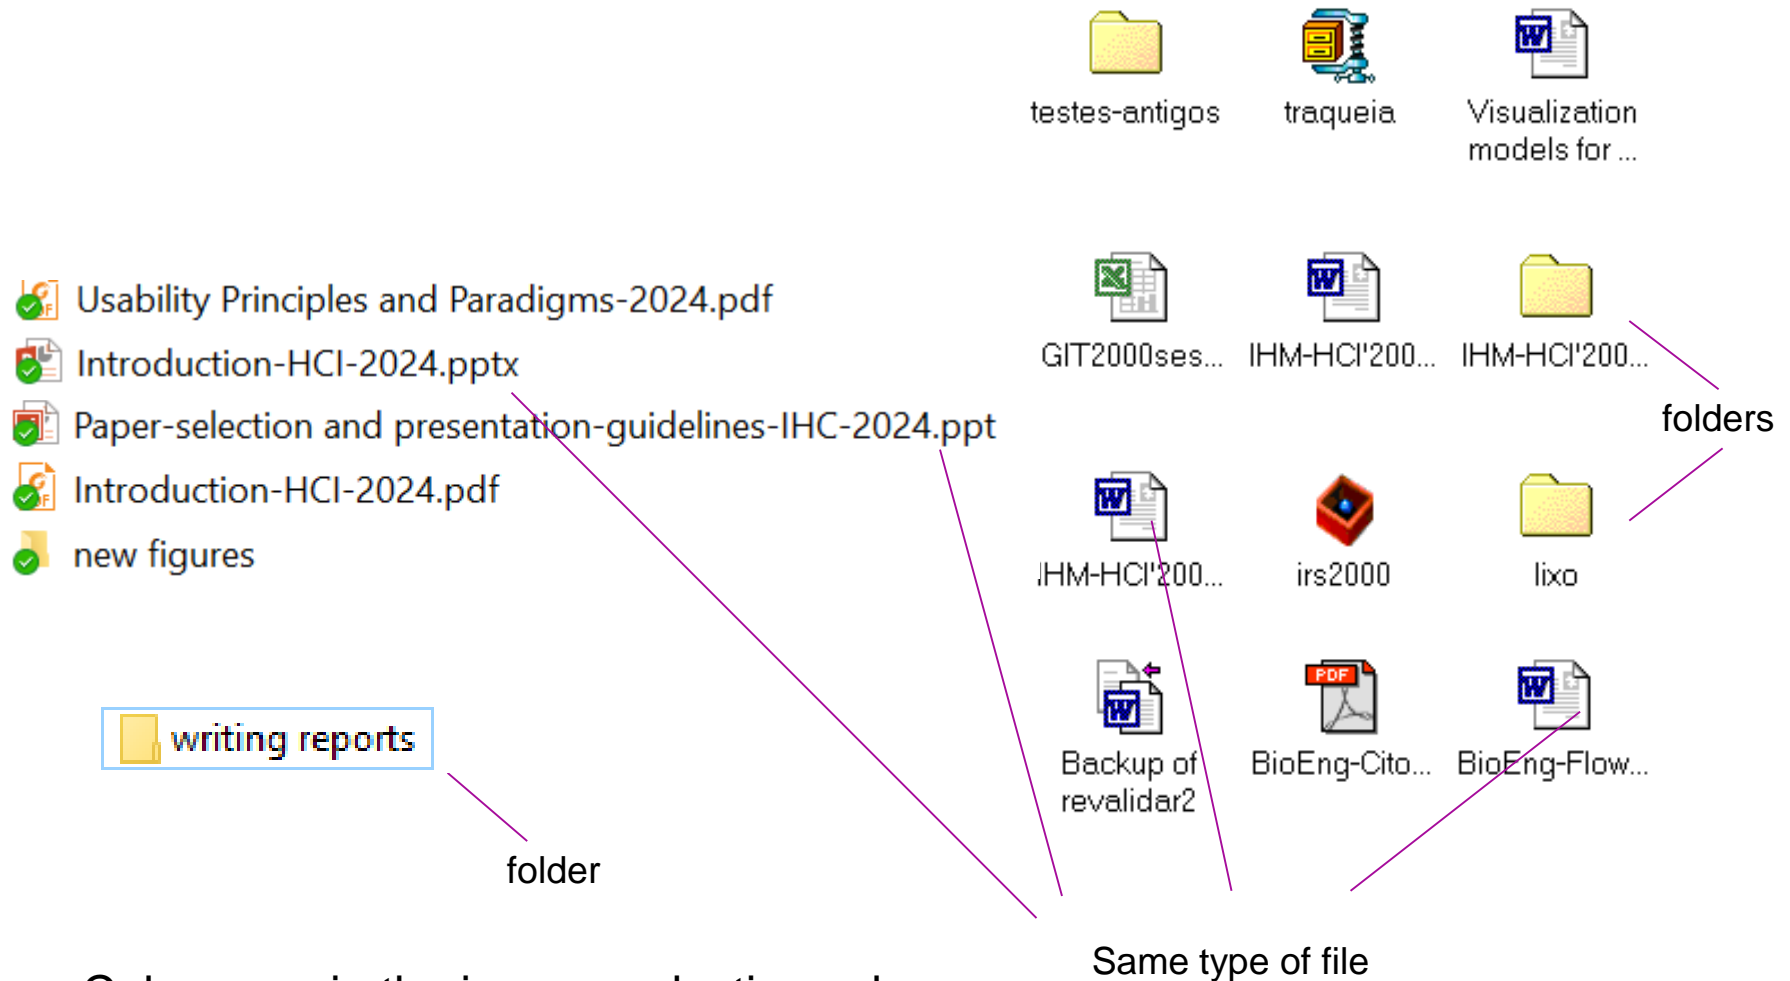 testes-antigos
traqueia
Visualization
models for ...
Usability Principles and Paradigms-2024.pdf
Introduction-HCI-2024.pptx
Paper-selection and presentation-guidelines-IHC-2024.ppt
Introduction-HCI-2024.pdf
new figures
GIT2000ses...
IHM-HCI'200...
IHM-HCI'200...
folders
IHM-HCI'200...
irs2000
lixo
writing reports
folder
PDF
Backup of
revalidar2
BioEng-Cito...
BioEng-Flow...
Same type of file